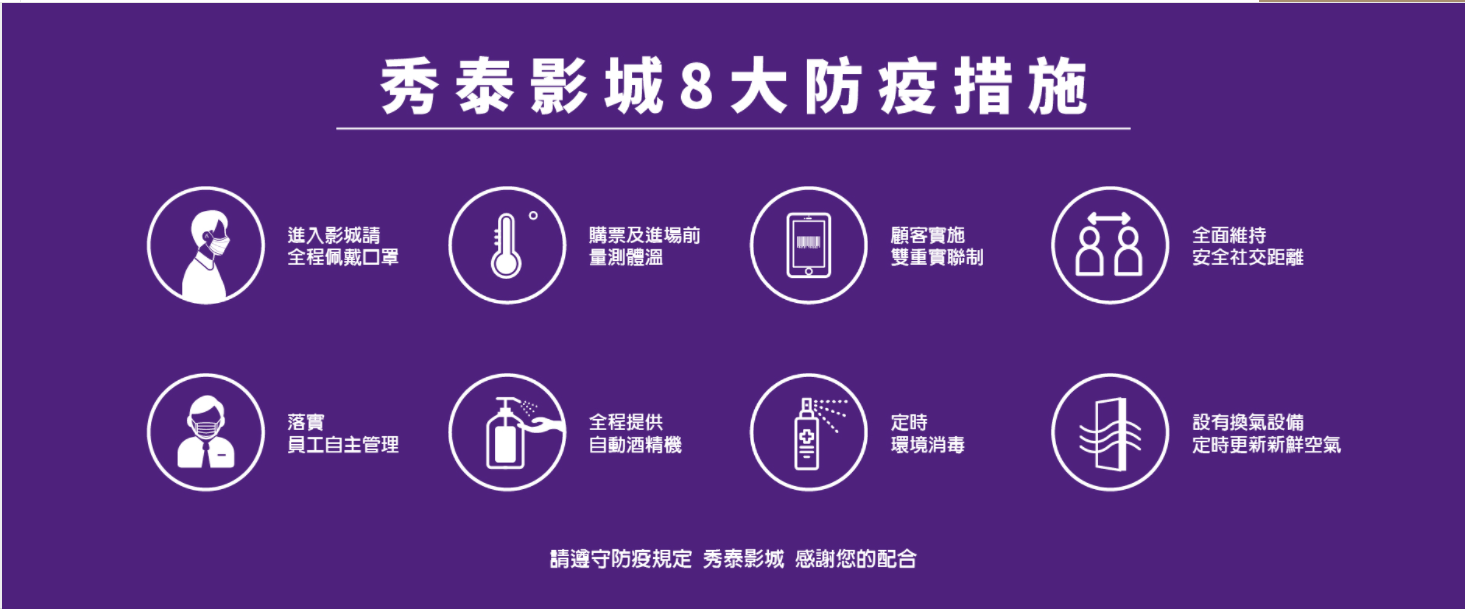 秀泰影城8大防疫措施
進入影城請
全程佩戴口罩
購票及進場前
量測體溫
顧客實施
雙重實聯制
全面維持
安全社交距離
落實
員工自主管理
全程提供
自動酒精機
定時
環境消毒
設有換氣設備
定時更新新鮮空氣
請遵守防疫規定 秀泰影城 感謝您的配合